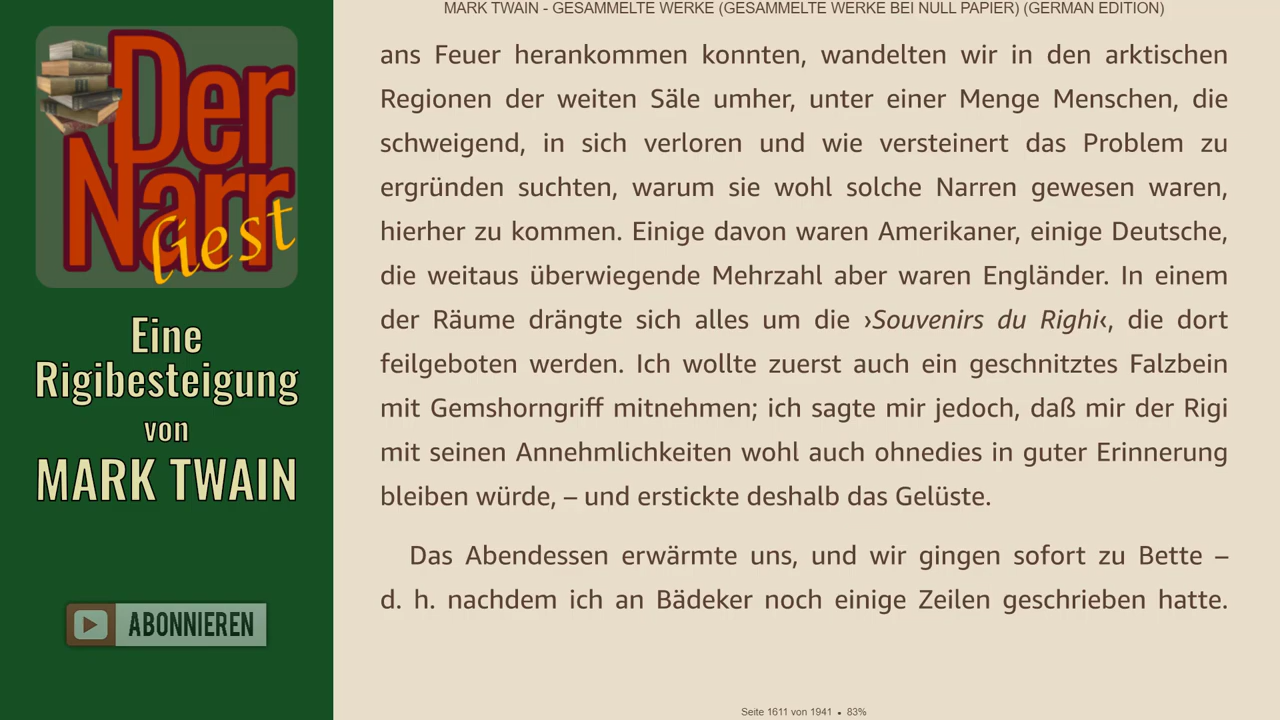 Der
Narr
liest
Eine
Rigibesteigung
von
MARK TWAIN
ABONNIEREN
MARK TWAIN - GESAMMELTE WERKE (GESAMMELTE WERKE BEI NULL PAPIER) (GERMAN EDITION)
ans Feuer herankommen konnten, wandelten wir in den arktischen
Regionen der weiten Säle umher, unter einer Menge Menschen, die
schweigend, in sich verloren und wie versteinert das Problem zu
ergründen suchten, warum sie wohl solche Narren gewesen waren,
hierher zu kommen. Einige davon waren Amerikaner, einige Deutsche,
die weitaus überwiegende Mehrzahl aber waren Engländer. In einem
der Räume drängte sich alles um die ›Souvenirs du Righi‹, die dort
feilgeboten werden. Ich wollte zuerst auch ein geschnitztes Falzbein
mit Gemshorngriff mitnehmen; ich sagte mir jedoch, daß mir der Rigi
mit seinen Annehmlichkeiten wohl auch ohnedies in guter Erinnerung
bleiben würde, – und erstickte deshalb das Gelüste.
Das Abendessen erwärmte uns, und wir gingen sofort zu Bette –
d. h. nachdem ich an Bädeker noch einige Zeilen geschrieben hatte.
Seite 1611 von 1941 • 83%